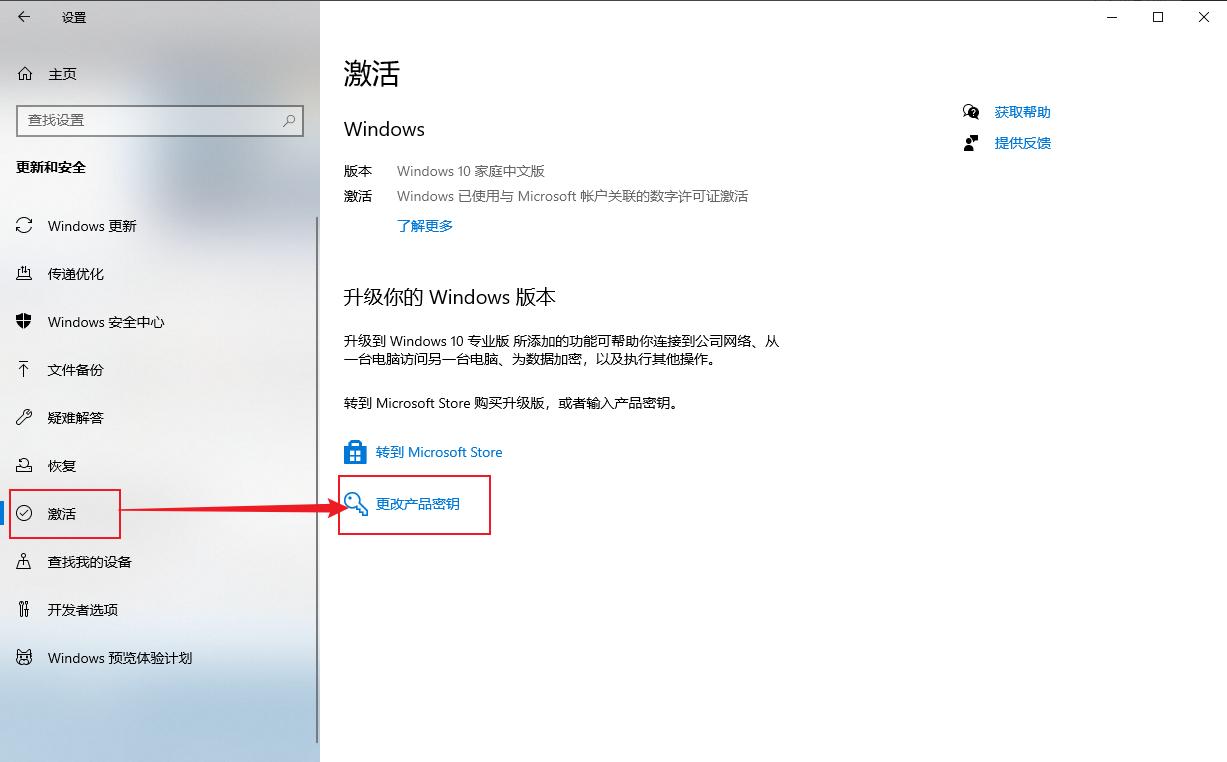 设置
主页
查找设置
更新和安全
Windows 更新
传递优化
Windows 安全中心
文件备份
疑难解答
恢复
激活
查找我的设备
开发者选项
Windows 预览体验计划
激活
Windows
版本 Windows 10 家庭中文版
激活 Windows 已使用与 Microsoft 帐户关联的数字许可证激活
了解更多
升级你的 Windows 版本
升级到 Windows 10 专业版 所添加的功能可帮助你连接到公司网络、从
一台电脑访问另一台电脑、为数据加密，以及执行其他操作。
转到 Microsoft Store 购买升级版，或者输入产品密钥。
转到 Microsoft Store
更改产品密钥
获取帮助
提供反馈